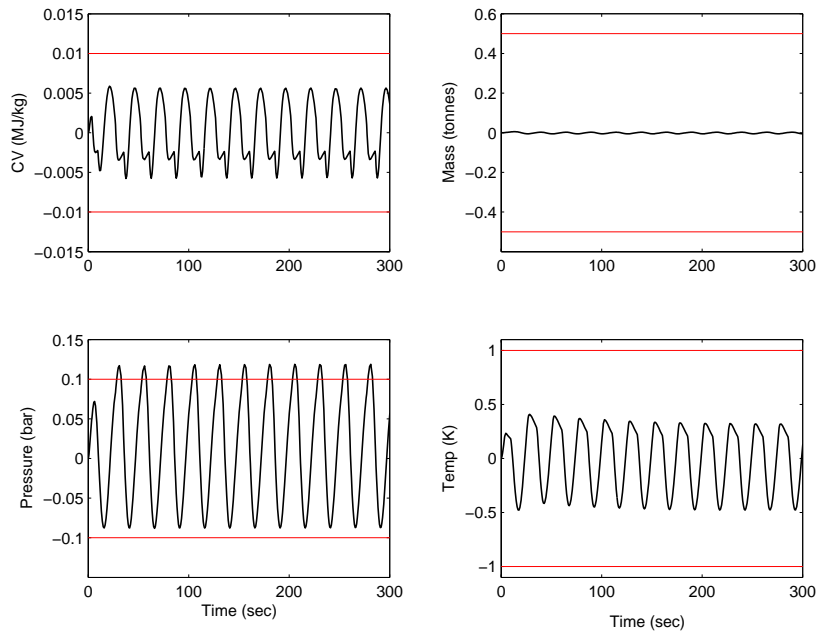 0.015
0.01
0.005
0
−0.005
−0.01
−0.015
CV (MJ/kg)
0 100 200 300
0.6
0.4
0.2
0
−0.2
−0.4
Mass (tonnes)
0 100 200 300
0.15
0.1
0.05
0
−0.05
−0.1
Pressure (bar)
0 100 200 300
Time (sec)
1
0.5
0
−0.5
−1
Temp (K)
0 100 200 300
Time (sec)